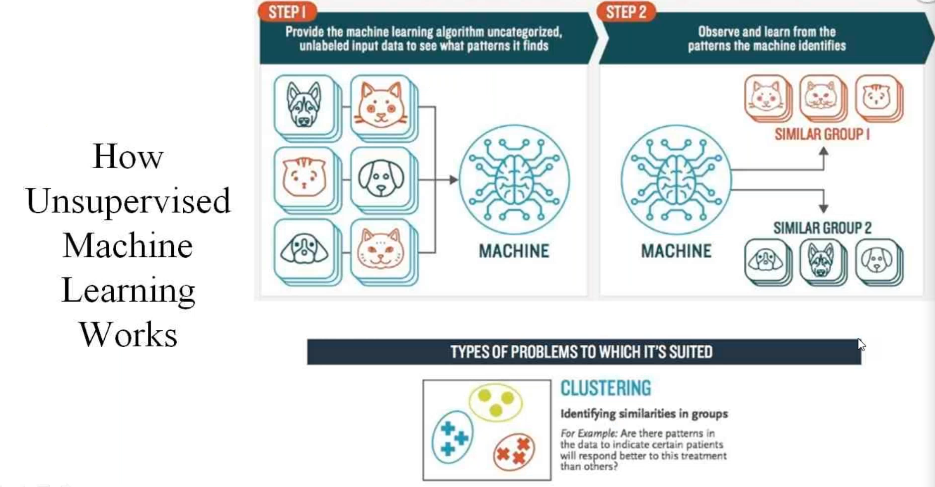 How
Unsupervised
Machine
Learning
Works
STEP I
Provide the machine learning algorithm uncategorized,
unlabeled input data to see what patterns it finds
MACHINE
STEP 2
Observe and learn from the
patterns the machine identifies
SIMILAR GROUP I
MACHINE
SIMILAR GROUP 2
TYPES OF PROBLEMS TO WHICH IT'S SUITED
CLUSTERING
Identifying similarities in groups
For Example: Are there patterns in
the data to indicate certain patients
will respond better to this treatment
than others?